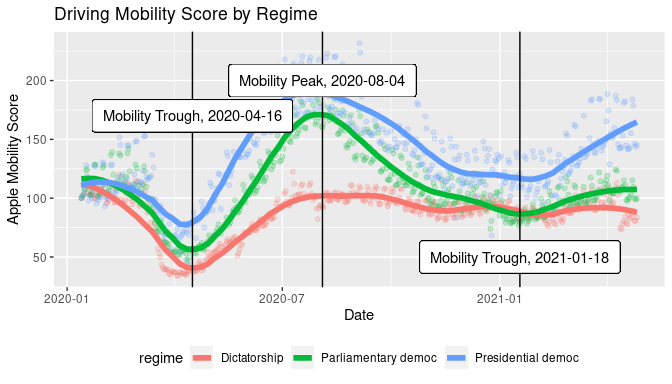 Driving Mobility Score by Regime
Apple Mobility Score
200
150
100
50
Mobility Peak, 2020-08-04
Mobility Trough, 2020-04-16
Mobility Trough, 2021-01-18
2020-01
2020-07
2021-01
Date
regime
Dictatorship
Parliamentary democ
Presidential democ